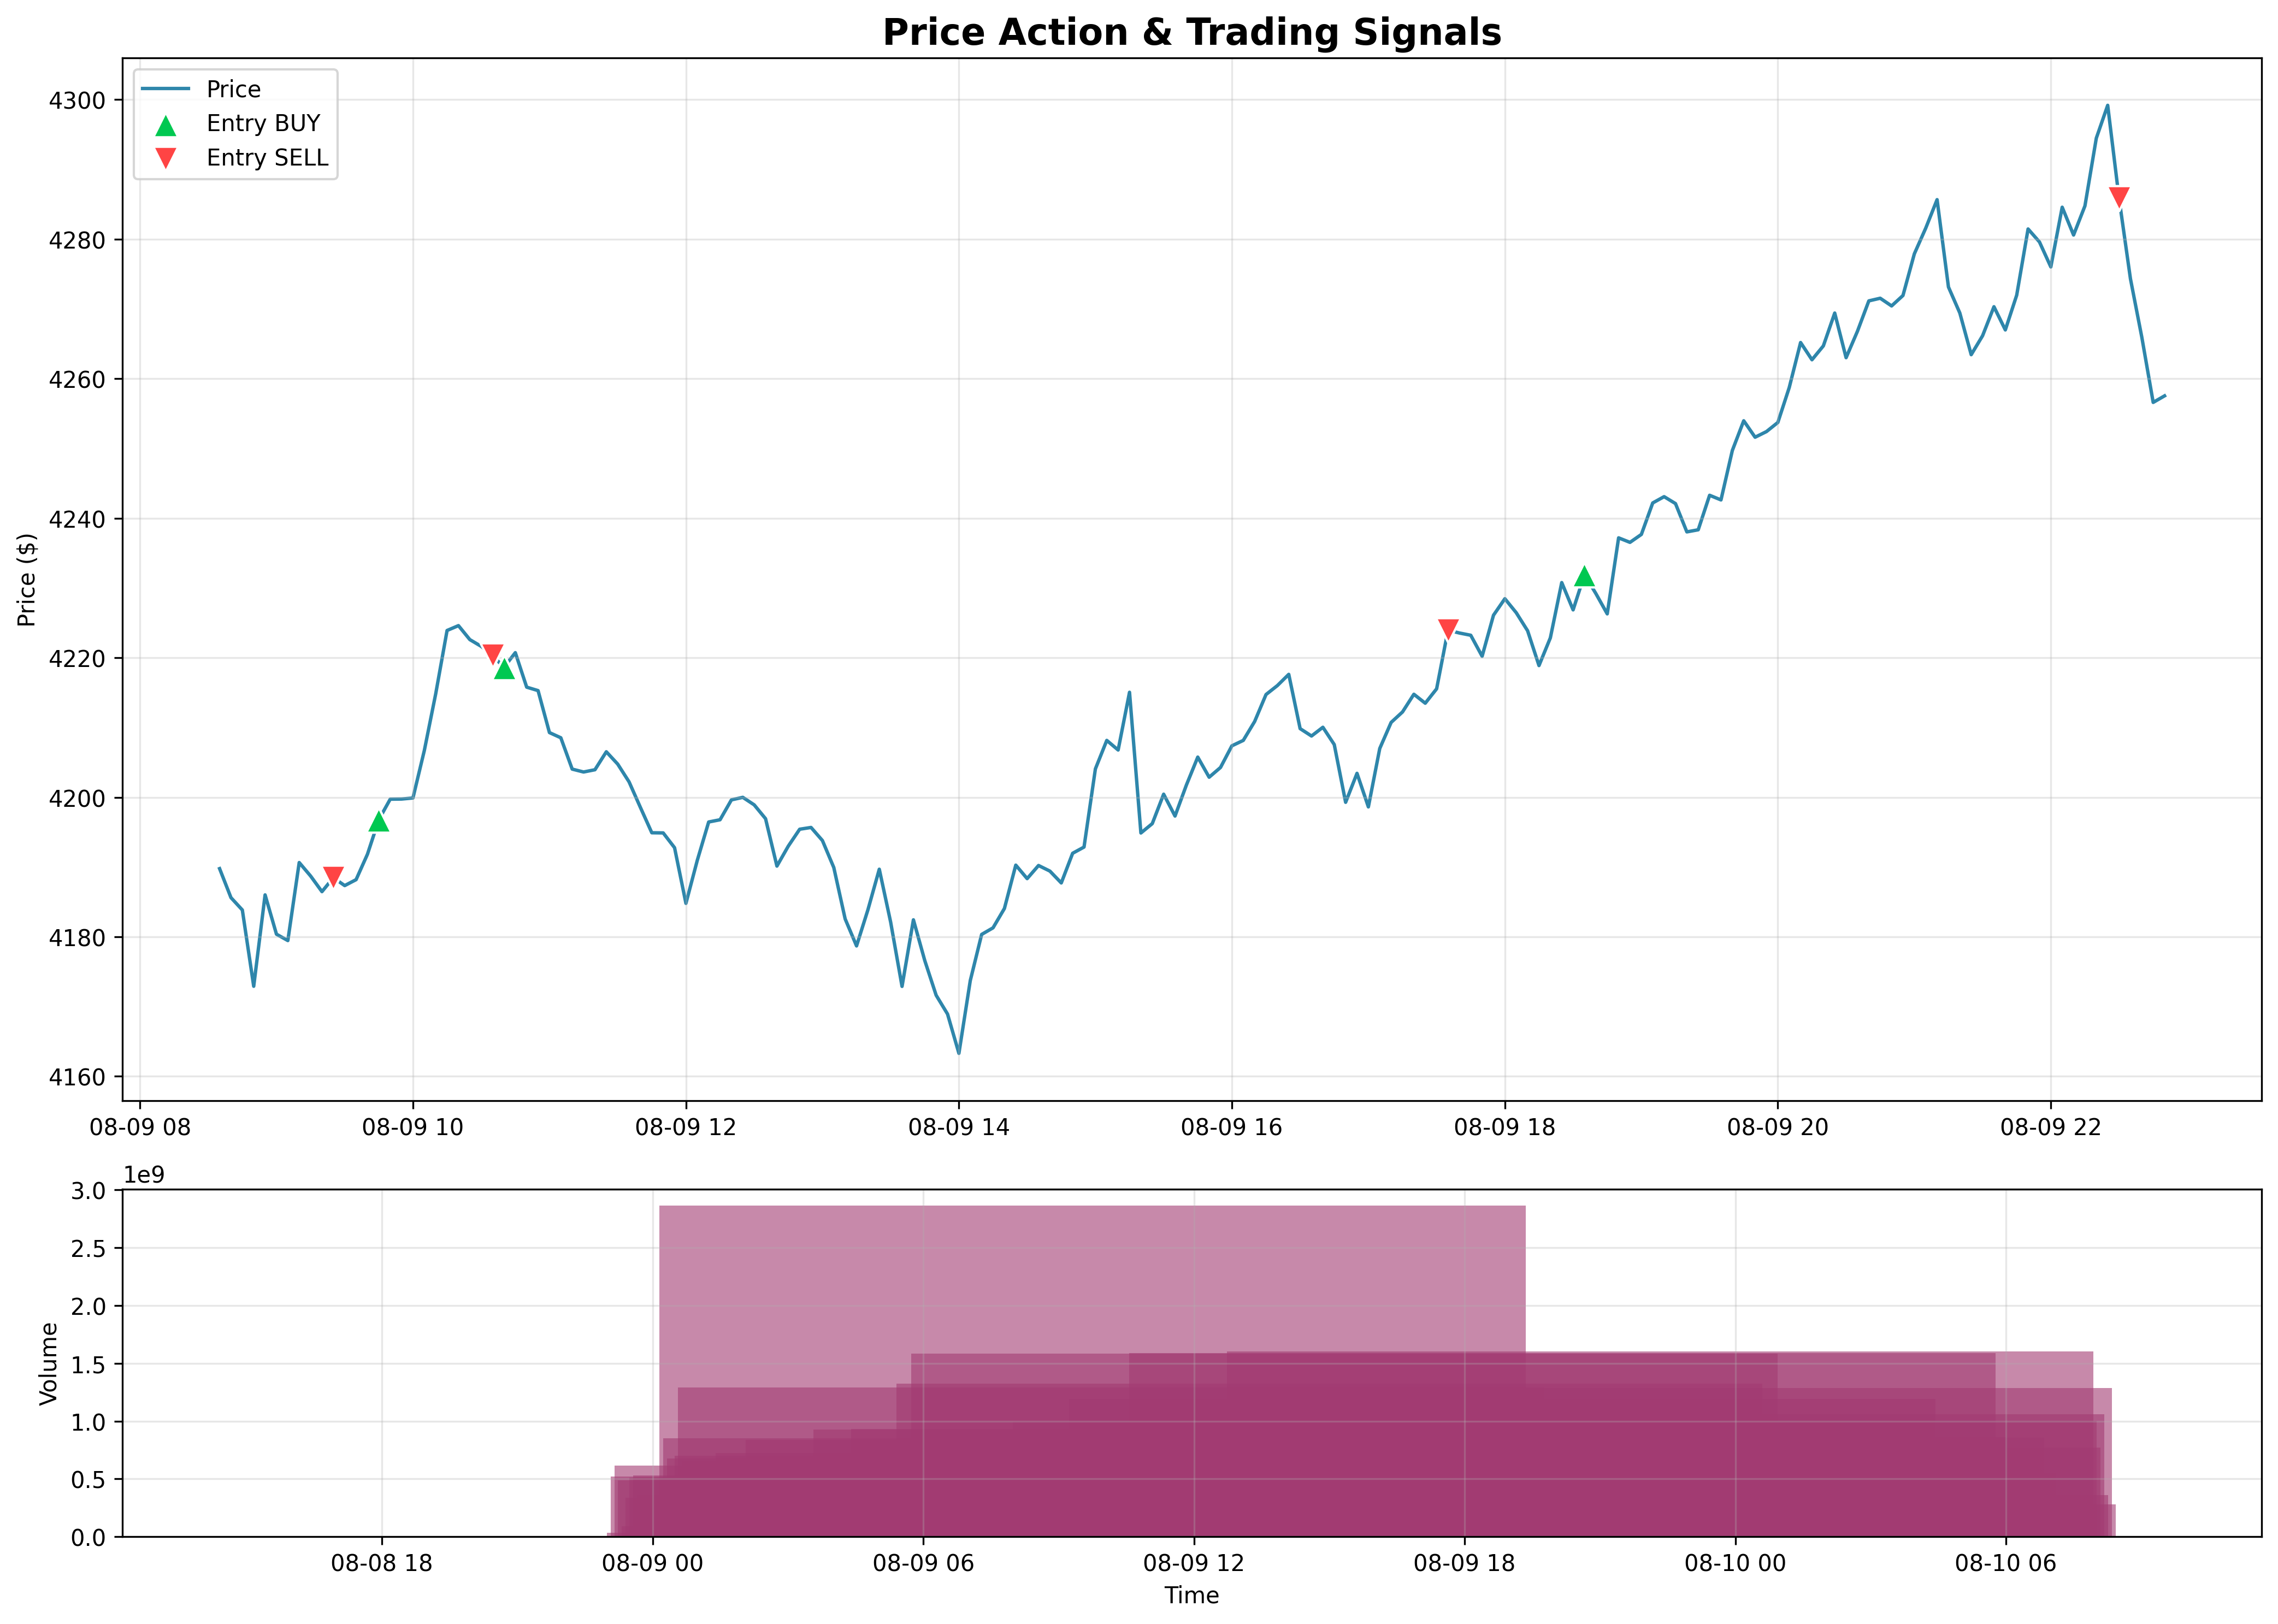 Price Action & Trading Signals
Price
Entry BUY
Entry SELL
Price ($)
4300
4280
4260
4240
4220
4200
4180
4160
08-09 08 08-09 10 08-09 12 08-09 14 08-09 16 08-09 18 08-09 20 08-09 22
1e9
Volume
3.0
2.5
2.0
1.5
1.0
0.5
0.0
08-08 18 08-09 00 08-09 06 08-09 12 08-09 18 08-10 00 08-10 06
Time